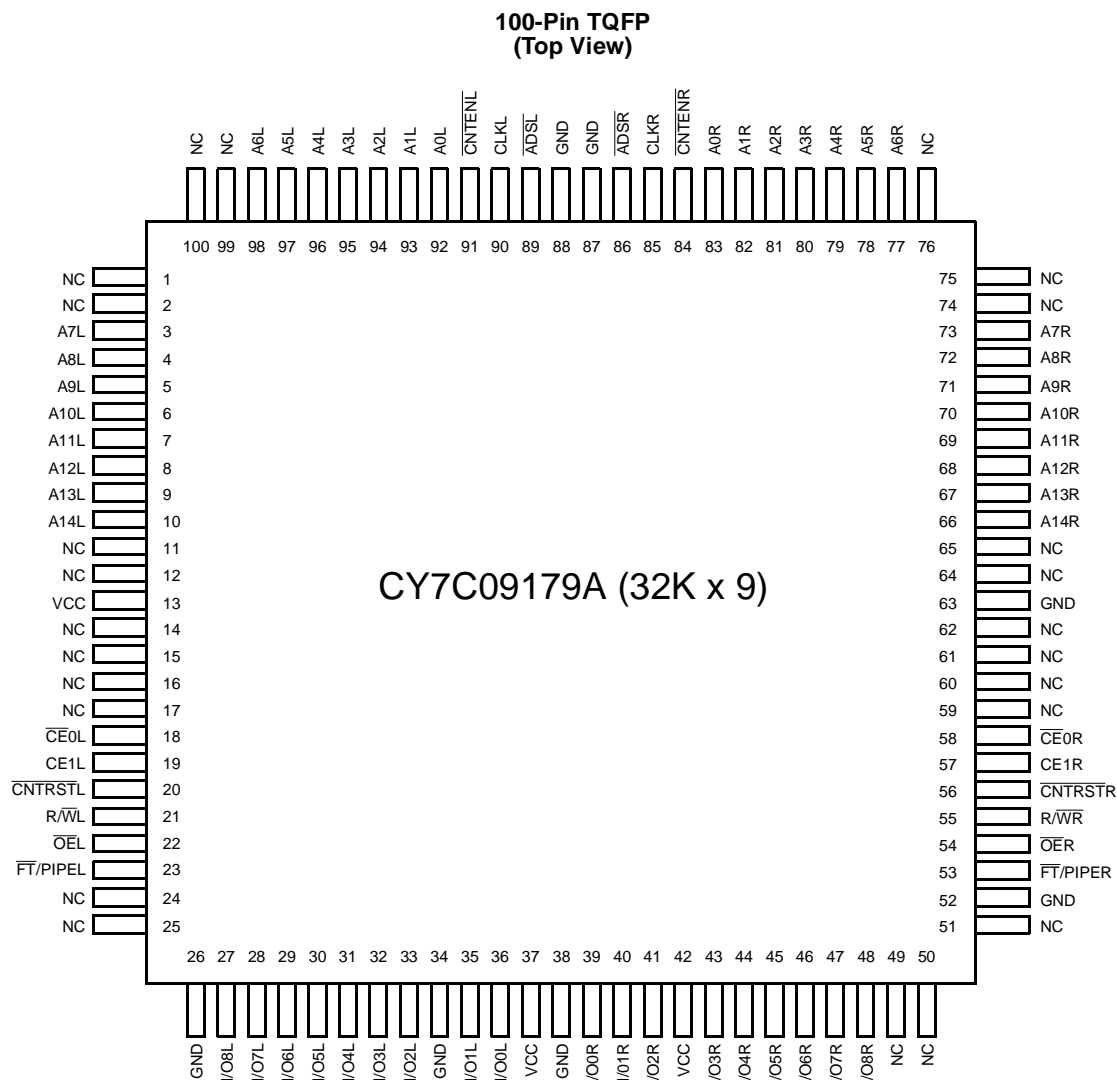 100-Pin TQFP
(Top View)
NC NC A6L A5L A4L A3L A2L A1L A0L CNTENL CLKL ADSL GND GND ADSR CLKR CNTENR A0R A1R A2R A3R A4R A5R A6R NC
100 99 98 97 96 95 94 93 92 91 90 89 88 87 86 85 84 83 82 81 80 79 78 77 76
NC 1 75 NC
NC 2 74 NC
A7L 3 73 A7R
A8L 4 72 A8R
A9L 5 71 A9R
A10L 6 70 A10R
A11L 7 69 A11R
A12L 8 68 A12R
A13L 9 67 A13R
A14L 10 66 A14R
NC 11 65 NC
NC 12 64 NC
CY7C09179A (32K x 9)
VCC 13 63 GND
NC 14 62 NC
NC 15 61 NC
NC 16 60 NC
NC 17 59 NC
CE0L 18 58 CE0R
CE1L 19 57 CE1R
CNTRSTL 20 56 CNTRSTR
R/WL 21 55 R/WR
OEL 22 54 OER
FT/PIPEL 23 53 FT/PIPER
NC 24 52 GND
NC 25 51 NC
26 27 28 29 30 31 32 33 34 35 36 37 38 39 40 41 42 43 44 45 46 47 48 49 50
GND I/O8L I/O7L I/O6L I/O5L I/O4L I/O3L I/O2L GND I/O1L I/O0L VCC GND /O0R I/01R /O2R VCC /O3R /O4R /O5R /O6R /O7R /O8R NC NC